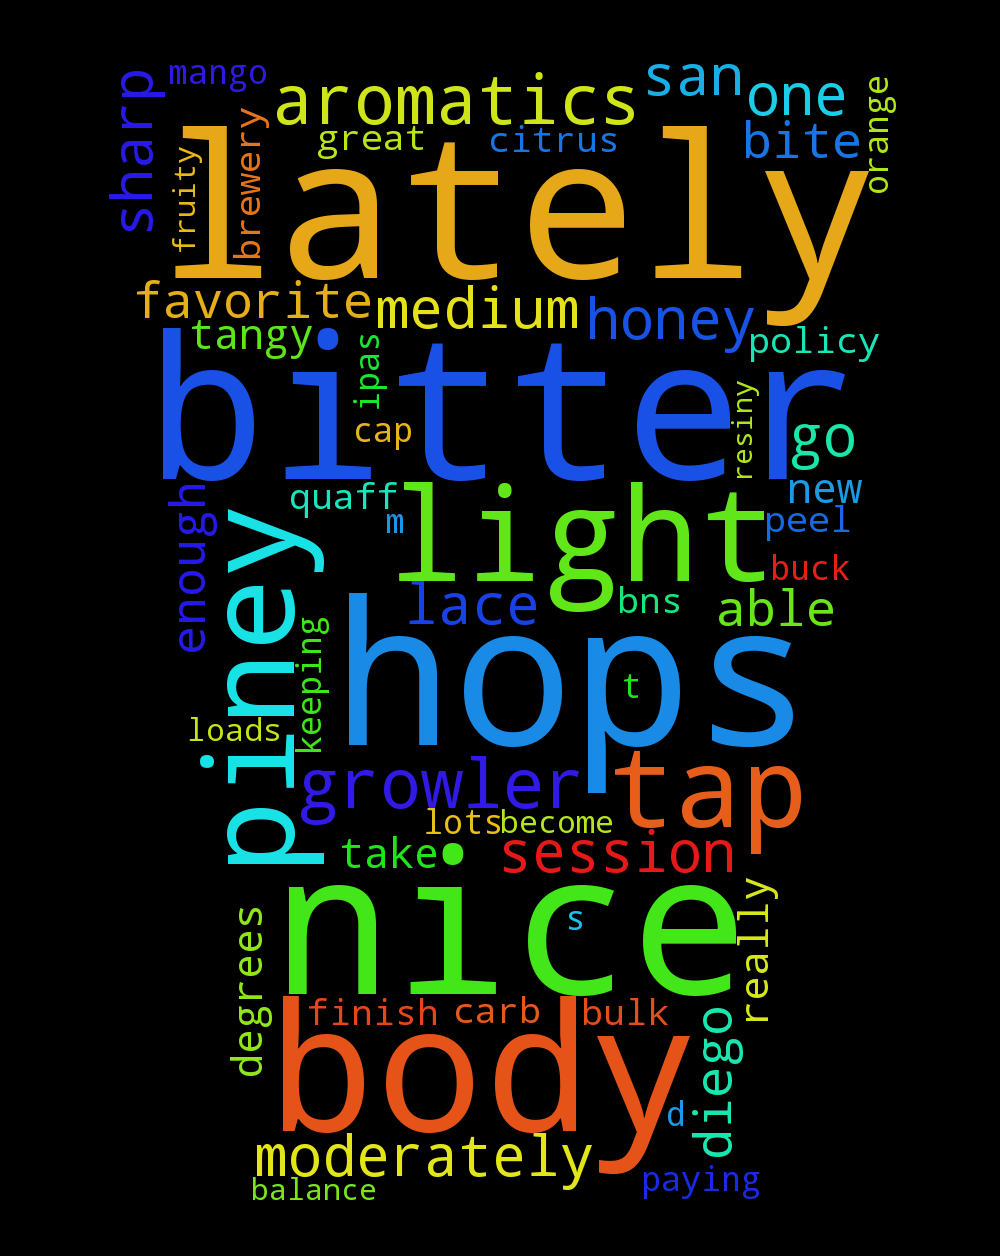 mango
san
aromatics
one
sharp
orange
great
citrus
bite
brewery
fruity
lately
favorite
medium
honey
tangy
policy
ipas
bitter
cap
resiny
go
new
enough
quaff
light
m
peel
piney
buck
lace
bns
able
hops
keeping
t
loads
growler
tap
lots
become
take
session
nice
really
s
degrees
finish
carb
bulk
body
diego
d
moderately
paying
balance